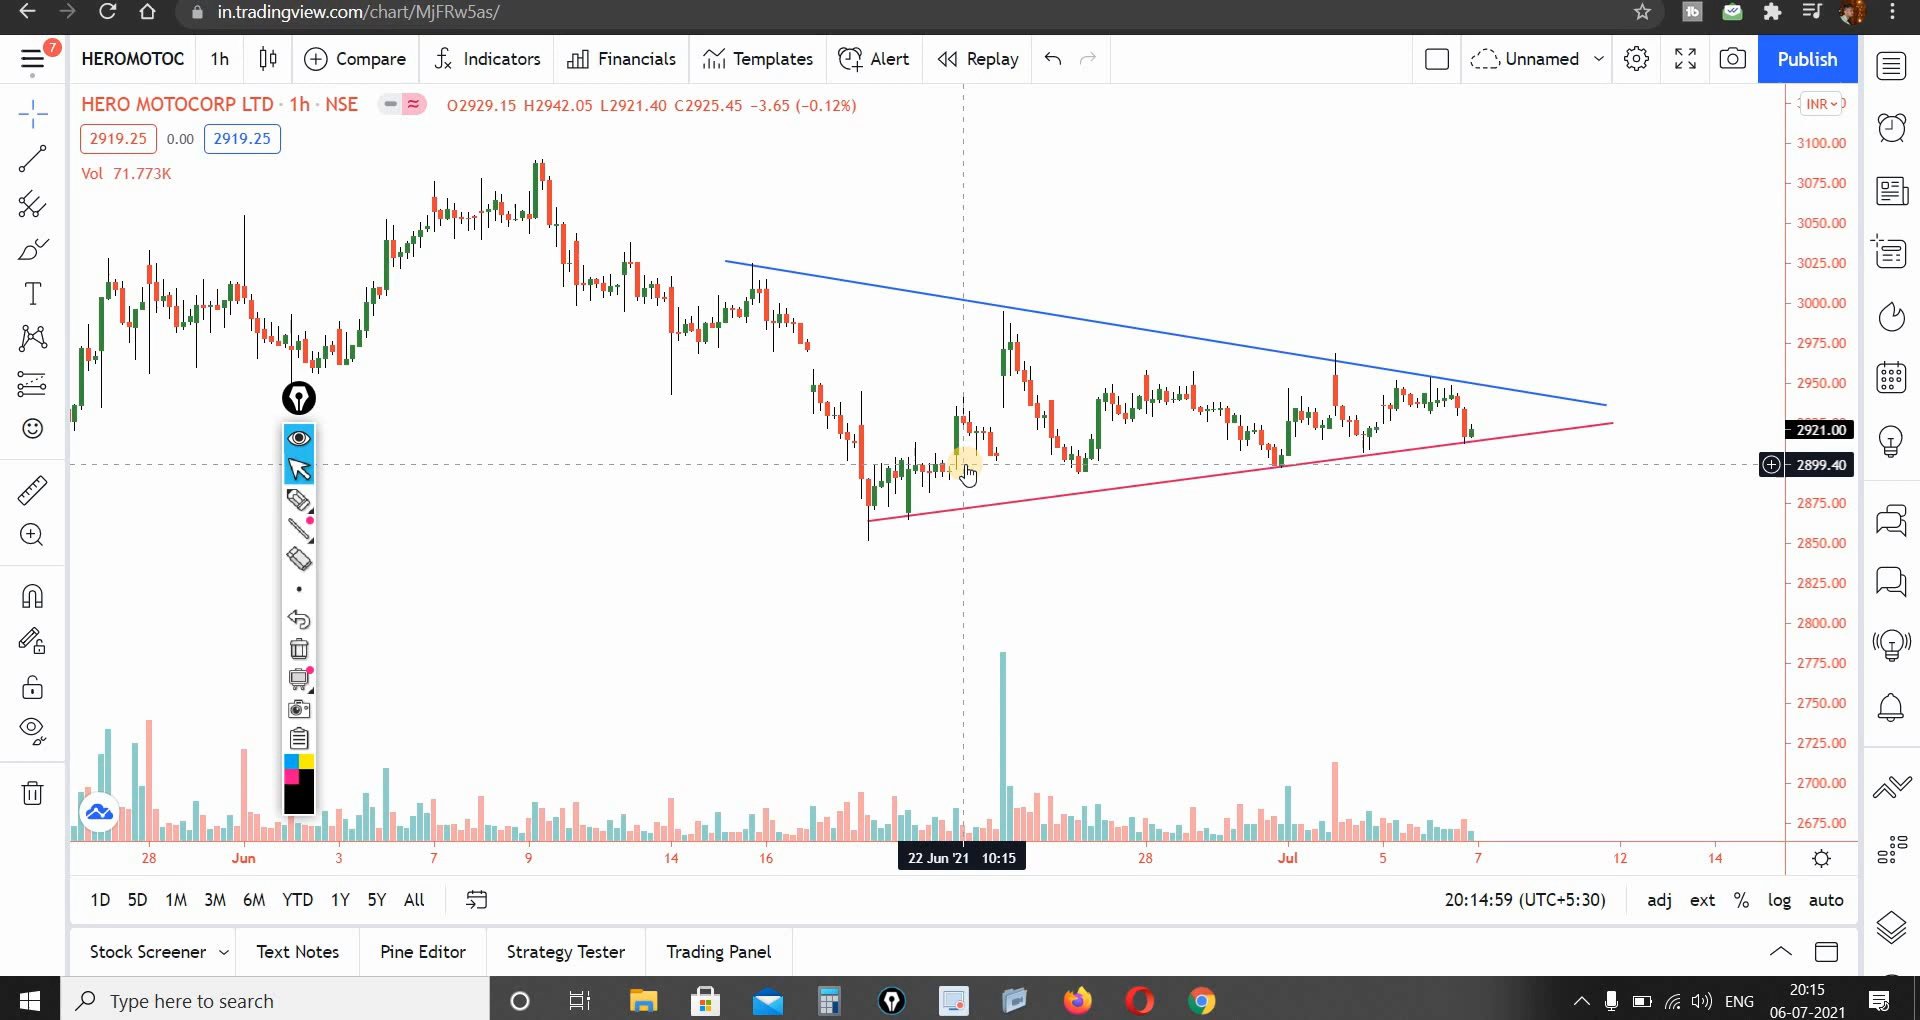 in.tradingview.com/chart/MjFRw5as/
7
HEROMOTOC 1h Compare Indicators Financials Templates Alert Replay Unnamed Publish
HERO MOTOCORP LTD · 1h · NSE O2929.15 H2942.05 L2921.40 C2925.45 −3.65 (−0.12%)
INR
2919.25 0.00 2919.25
Vol 71.773K
3100.00
3075.00
3050.00
3025.00
3000.00
2975.00
2950.00
2921.00
2899.40
2875.00
2850.00
2825.00
2800.00
2775.00
2750.00
2725.00
2700.00
2675.00
28 Jun 3 7 9 14 16 22 Jun '21 10:15 28 Jul 5 7 12 14
1D 5D 1M 3M 6M YTD 1Y 5Y All 20:14:59 (UTC+5:30) adj ext % log auto
Stock Screener Text Notes Pine Editor Strategy Tester Trading Panel
Type here to search
ENG
20:15
06-07-2021